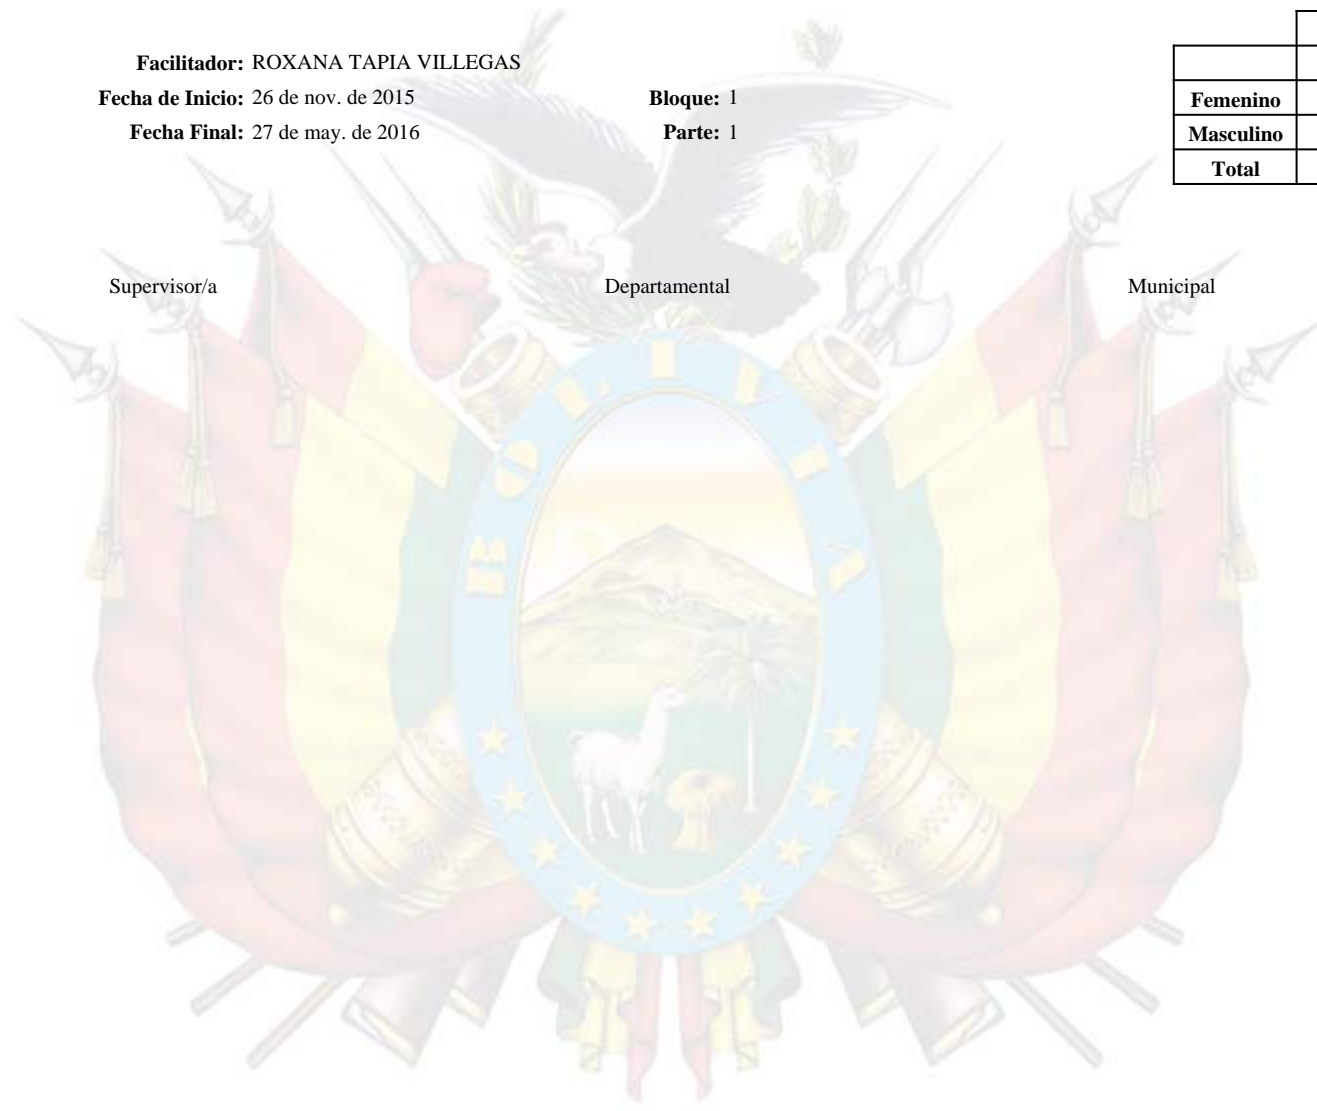 Facilitador: ROXANA TAPIA VILLEGAS
Fecha de Inicio: 26 de nov. de 2015 Bloque: 1
Femenino
Fecha Final: 27 de may. de 2016 Parte: 1
Masculino
Total
Supervisor/a Departamental Municipal
BOLIVIA